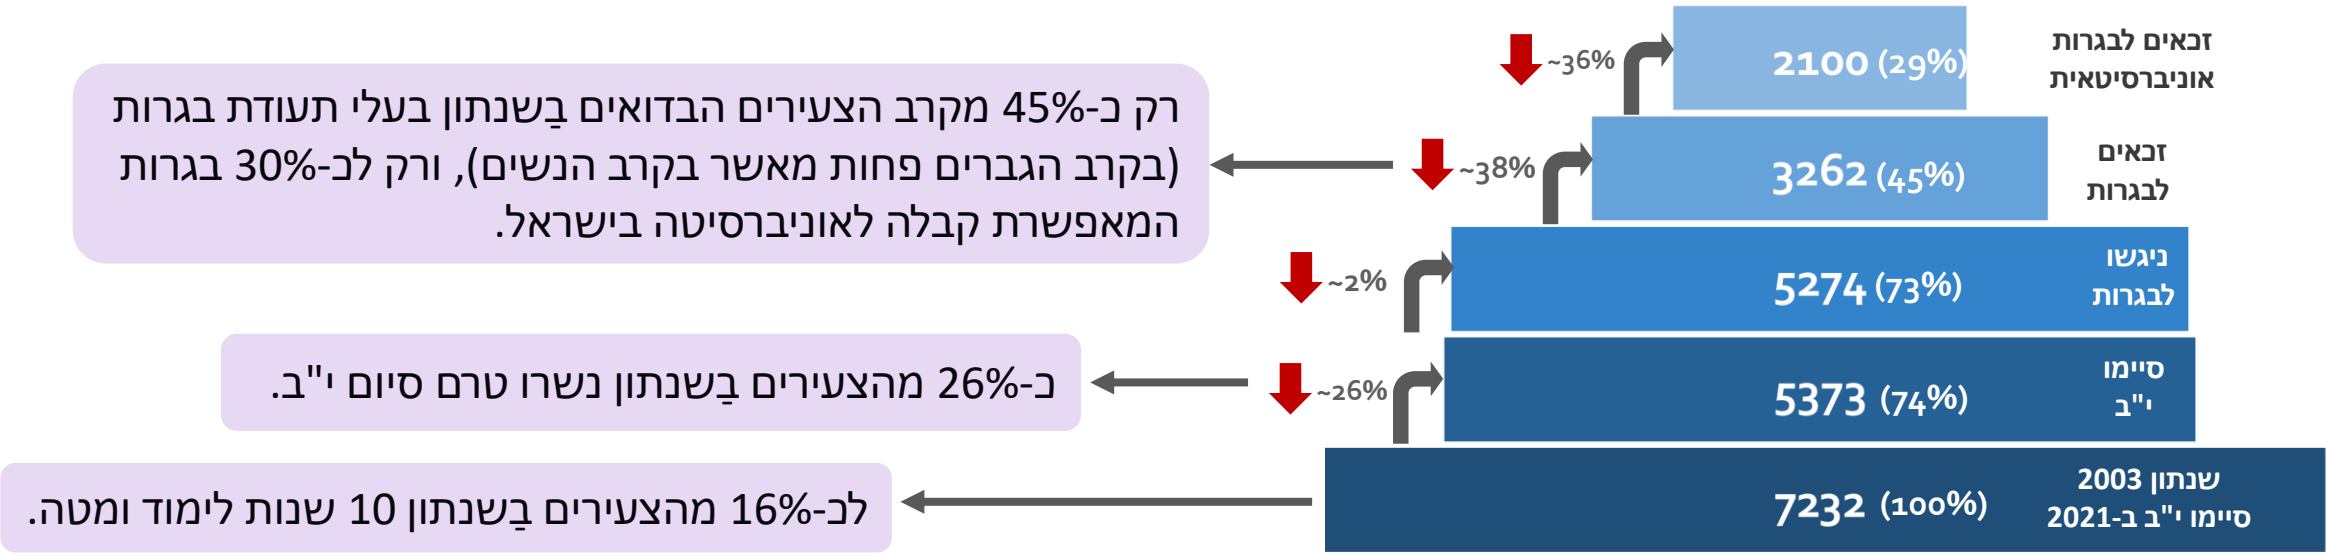 זכאים לבגרות
אוניברסיטאית
2100 (29%)
~36%
זכאים
לבגרות
3262 (45%)
~38%
רק כ-45% מקרב הצעירים הבדואים בַשנתון בעלי תעודת בגרות
(בקרב הגברים פחות מאשר בקרב הנשים), ורק לכ-30% בגרות
המאפשרת קבלה לאוניברסיטה בישראל.
ניגשו
לבגרות
5274 (73%)
~2%
סיימו
י"ב
5373 (74%)
~26%
כ-26% מהצעירים בַשנתון נשרו טרם סיום י"ב.
שנתון 2003
סיימו י"ב ב-2021
7232 (100%)
לכ-16% מהצעירים בַשנתון 10 שנות לימוד ומטה.